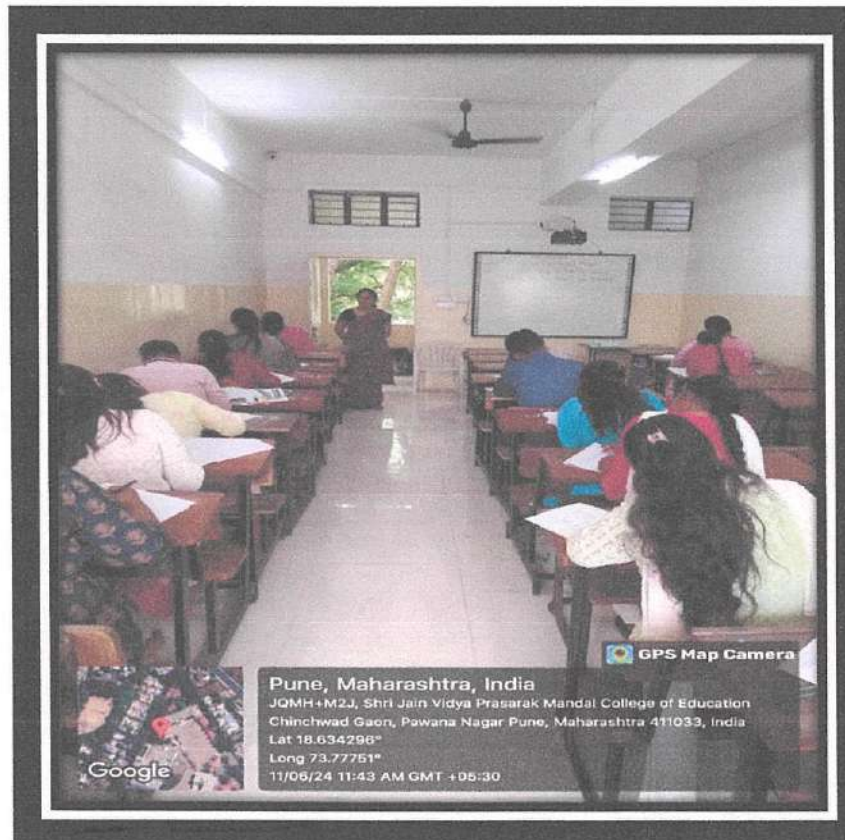 GPS Map Camera
Pune, Maharashtra, India
JQMH+M2J, Shri Jain Vidya Prasarak Mandal College of Education
Chinchwad Gaon, Pawana Nagar Pune, Maharashtra 411033, India
Lat 18.634296°
Long 73.77751°
11/06/24 11:43 AM GMT +05:30
Google